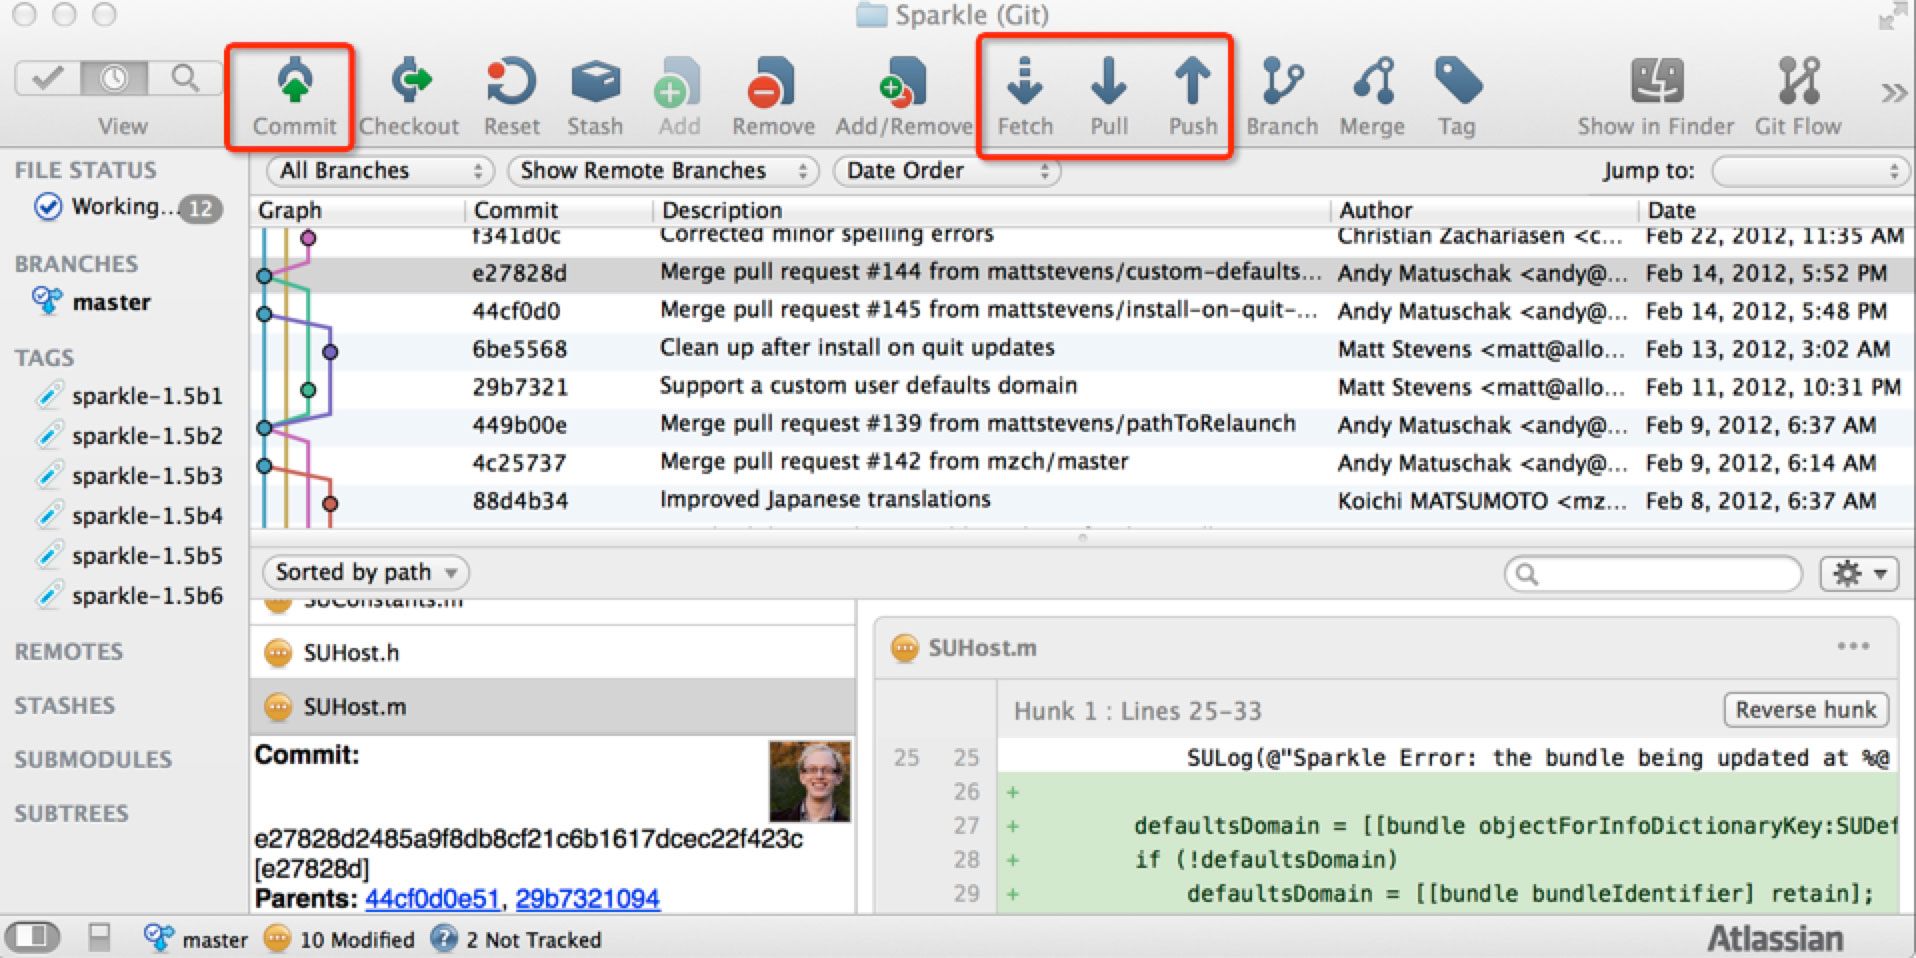 Sparkle (Git)
View
Commit
Checkout
Reset
Stash
Add
Remove
Add/Remove
Fetch
Pull
Push
Branch
Merge
Tag
Show in Finder
Git Flow
FILE STATUS
Working... 12
BRANCHES
master
TAGS
sparkle-1.5b1
sparkle-1.5b2
sparkle-1.5b3
sparkle-1.5b4
sparkle-1.5b5
sparkle-1.5b6
REMOTES
STASHES
SUBMODULES
SUBTREES
All Branches
Show Remote Branches
Date Order
Jump to:
Graph Commit Description Author Date
f341d0c Corrected minor spelling errors Christian Zachariasen <c... Feb 22, 2012, 11:35 AM
e27828d Merge pull request #144 from mattstevens/custom-defaults... Andy Matuschak <andy@... Feb 14, 2012, 5:52 PM
44cf0d0 Merge pull request #145 from mattstevens/install-on-quit-... Andy Matuschak <andy@... Feb 14, 2012, 5:48 PM
6be5568 Clean up after install on quit updates Matt Stevens <matt@allo... Feb 13, 2012, 3:02 AM
29b7321 Support a custom user defaults domain Matt Stevens <matt@allo... Feb 11, 2012, 10:31 PM
449b00e Merge pull request #139 from mattstevens/pathToRelaunch Andy Matuschak <andy@... Feb 9, 2012, 6:37 AM
4c25737 Merge pull request #142 from mzch/master Andy Matuschak <andy@... Feb 9, 2012, 6:14 AM
88d4b34 Improved Japanese translations Koichi MATSUMOTO <mz... Feb 8, 2012, 6:37 AM
Sorted by path
SUConstants.m
SUHost.h
SUHost.m
Commit:
e27828d2485a9f8db8cf21c6b1617dcec22f423c
[e27828d]
Parents: 44cf0d0e51, 29b7321094
SUHost.m
Hunk 1 : Lines 25-33
Reverse hunk
25 25 SULog(@"Sparkle Error: the bundle being updated at %@
26 +
27 + defaultsDomain = [[bundle objectForInfoDictionaryKey:SUDef
28 + if (!defaultsDomain)
29 + defaultsDomain = [[bundle bundleIdentifier] retain];
master
10 Modified
2 Not Tracked
Atlassian